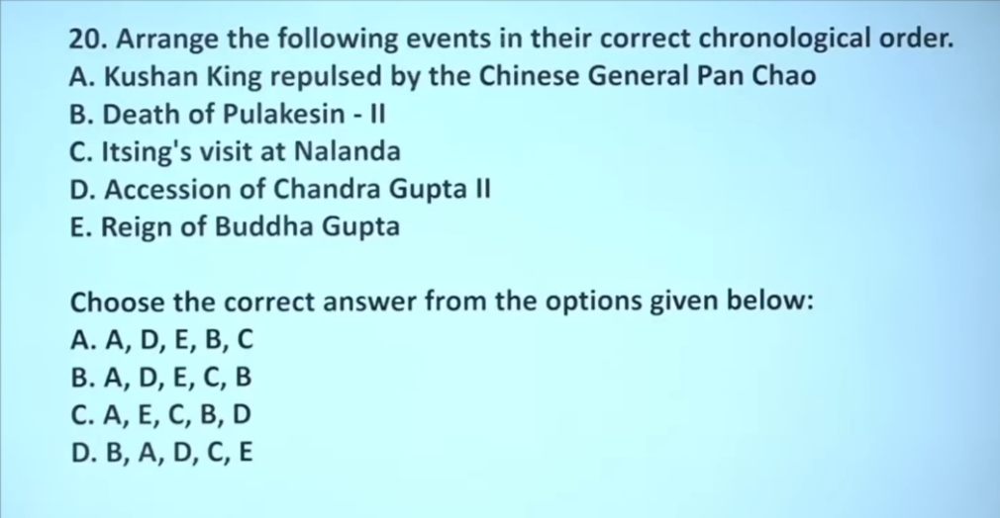 20. Arrange the following events in their correct chronological order.
A. Kushan King repulsed by the Chinese General Pan Chao
B. Death of Pulakesin - II
C. Itsing's visit at Nalanda
D. Accession of Chandra Gupta II
E. Reign of Buddha Gupta
Choose the correct answer from the options given below:
A. A, D, E, B, C
B. A, D, E, C, B
C. A, E, C, B, D
D. B, A, D, C, E